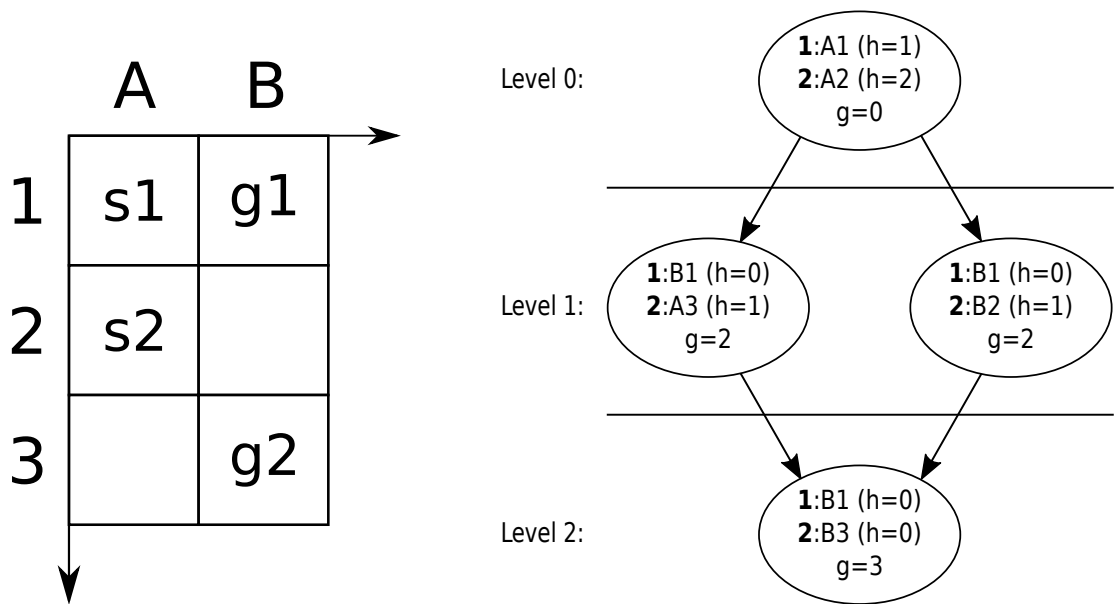 A B
1 s1 g1
2 s2
3 g2
Level 0:
1:A1 (h=1)
2:A2 (h=2)
g=0
Level 1:
1:B1 (h=0)
2:A3 (h=1)
g=2
1:B1 (h=0)
2:B2 (h=1)
g=2
Level 2:
1:B1 (h=0)
2:B3 (h=0)
g=3